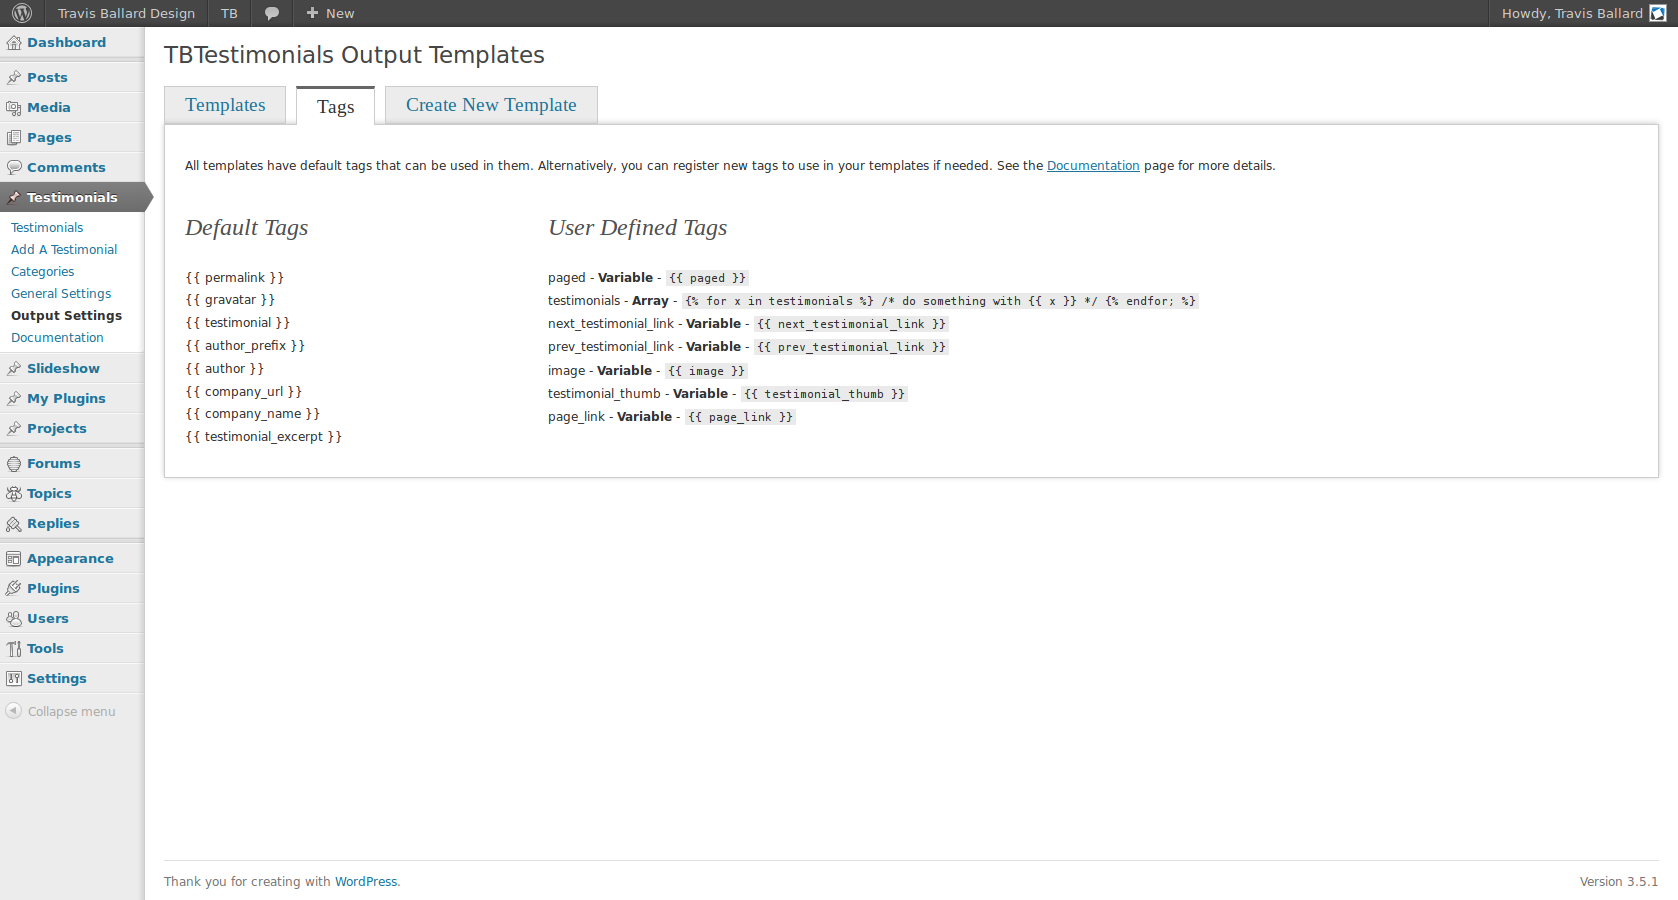 Travis Ballard Design TB New Howdy, Travis Ballard
Dashboard
Posts
Media
Pages
Comments
Testimonials
Testimonials
Add A Testimonial
Categories
General Settings
Output Settings
Documentation
Slideshow
My Plugins
Projects
Forums
Topics
Replies
Appearance
Plugins
Users
Tools
Settings
Collapse menu
TBTestimonials Output Templates
Templates Tags Create New Template
All templates have default tags that can be used in them. Alternatively, you can register new tags to use in your templates if needed. See the Documentation page for more details.
Default Tags
{{ permalink }}
{{ gravatar }}
{{ testimonial }}
{{ author_prefix }}
{{ author }}
{{ company_url }}
{{ company_name }}
{{ testimonial_excerpt }}
User Defined Tags
paged - Variable - {{ paged }}
testimonials - Array - {% for x in testimonials %} /* do something with {{ x }} */ {% endfor; %}
next_testimonial_link - Variable - {{ next_testimonial_link }}
prev_testimonial_link - Variable - {{ prev_testimonial_link }}
image - Variable - {{ image }}
testimonial_thumb - Variable - {{ testimonial_thumb }}
page_link - Variable - {{ page_link }}
Thank you for creating with WordPress. Version 3.5.1